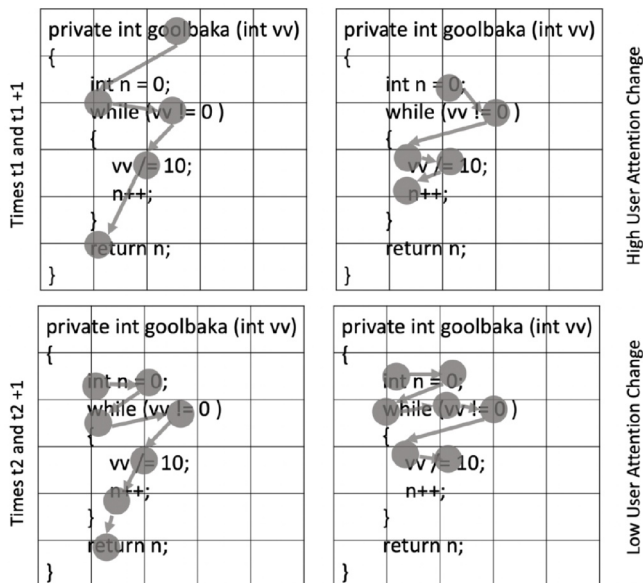 Times t1 and t1 +1
private int goolbaka (int vv)
{
int n = 0;
while (vv != 0 )
{
vv /= 10;
n++;
}
return n;
}
private int goolbaka (int vv)
{
int n = 0;
while (vv != 0 )
{
vv /= 10;
n++;
}
return n;
}
High User Attention Change
Times t2 and t2 +1
private int goolbaka (int vv)
{
int n = 0;
while (vv != 0 )
{
vv /= 10;
n++;
}
return n;
}
private int goolbaka (int vv)
{
int n = 0;
while (vv != 0 )
{
vv /= 10;
n++;
}
return n;
}
Low User Attention Change